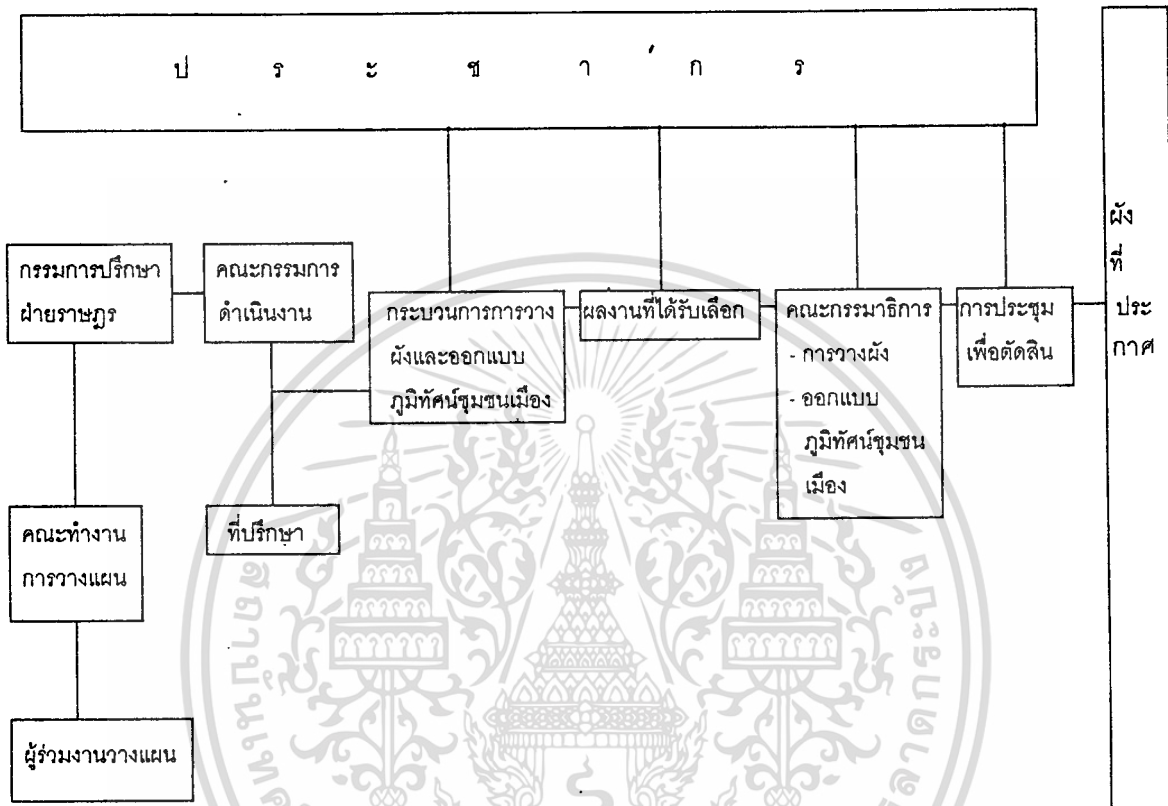 ป ร ะ ช า ก ร
กรรมการปรึกษา
ฝ่ายราษฎร
คณะกรรมการ
ดำเนินงาน
กระบวนการการวาง
ผังและออกแบบ
ภูมิทัศน์ชุมชนเมือง
ผลงานที่ได้รับเลือก
คณะกรรมาธิการ
- การวางผัง
- ออกแบบ
ภูมิทัศน์ชุมชน
เมือง
การประชุม
เพื่อตัดสิน
ผัง
ที่
ประ
กาศ
คณะทำงาน
การวางแผน
ที่ปรึกษา
ผู้ร่วมงานวางแผน